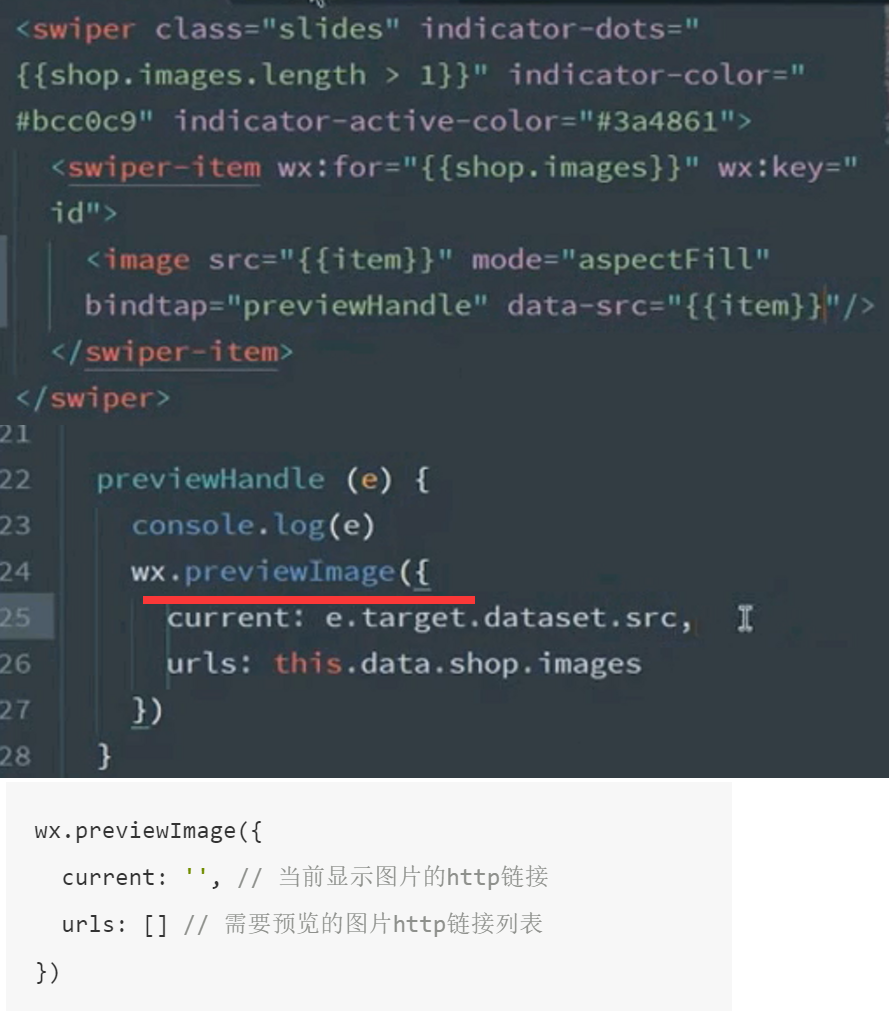 <swiper class="slides" indicator-dots="
{{shop.images.length > 1}}" indicator-color="
#bcc0c9" indicator-active-color="#3a4861">
<swiper-item wx:for="{{shop.images}}" wx:key="
id">
<image src="{{item}}" mode="aspectFill"
bindtap="previewHandle" data-src="{{item}}"/>
</swiper-item>
</swiper>
21
22 previewHandle (e) {
23 console.log(e)
24 wx.previewImage({
25 current: e.target.dataset.src,
26 urls: this.data.shop.images
27 })
28 }
wx.previewImage({
current: '', // 当前显示图片的http链接
urls: [] // 需要预览的图片http链接列表
})